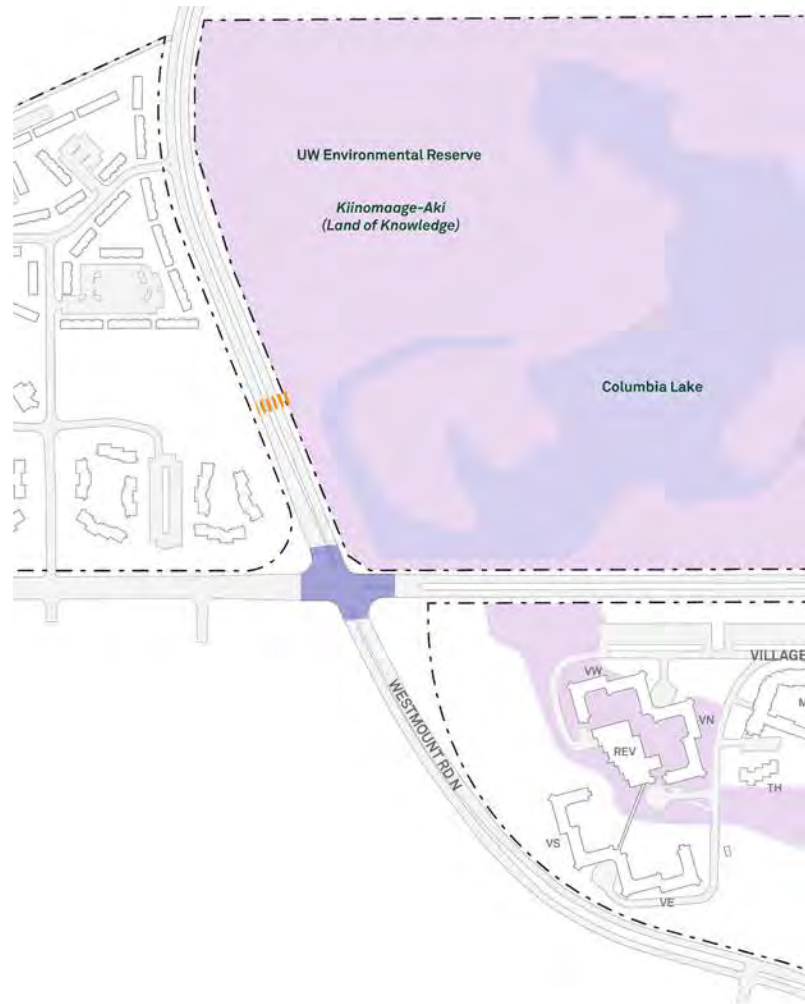 UW Environmental Reserve
Kiinomaage-Aki
(Land of Knowledge)
Columbia Lake
VILLAGE
VW
M
VN
WESTMOUNT RD N
REV
TH
VS
VE